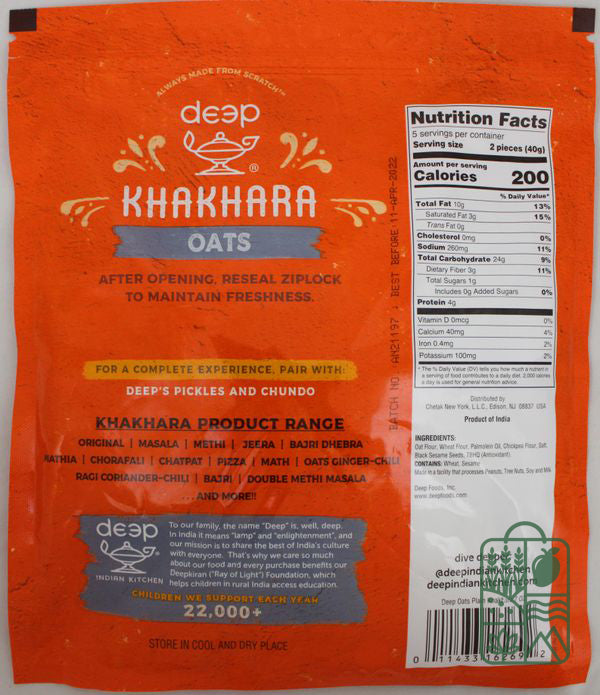 ALWAYS MADE FROM SCRATCH™
deep
®
KHAKHARA
OATS
AFTER OPENING, RESEAL ZIPLOCK
TO MAINTAIN FRESHNESS.
FOR A COMPLETE EXPERIENCE, PAIR WITH:
DEEP'S PICKLES AND CHUNDO
KHAKHARA PRODUCT RANGE
ORIGINAL | MASALA | METHI | JEERA | BAJRI DHEBRA
ATHIA | CHORAFALI | CHATPAT | PIZZA | MATH | OATS GINGER-CHILI
RAGI CORIANDER-CHILI | BAJRI | DOUBLE METHI MASALA
...AND MORE!!
deep
INDIAN KITCHEN
To our family, the name "Deep" is, well, deep.
In India it means "lamp" and "enlightenment", and
our mission is to share the best of India's culture
with everyone. That's why we care so much
about our food and every purchase benefits our
Deepkiran ("Ray of Light") Foundation, which
helps children in rural India access education.
CHILDREN WE SUPPORT EACH YEAR
22,000+
STORE IN COOL AND DRY PLACE
BATCH NO: AM21197 ; BEST BEFORE:11-APR-2022
Nutrition Facts
5 servings per container
Serving size 2 pieces (40g)
Amount per serving
Calories 200
% Daily Value*
Total Fat 10g 13%
Saturated Fat 3g 15%
Trans Fat 0g
Cholesterol 0mg 0%
Sodium 260mg 11%
Total Carbohydrate 24g 9%
Dietary Fiber 3g 11%
Total Sugars 1g
Includes 0g Added Sugars 0%
Protein 4g
Vitamin D 0mcg 0%
Calcium 40mg 4%
Iron 0.4mg 2%
Potassium 100mg 2%
* The % Daily Value (DV) tells you how much a nutrient in
a serving of food contributes to a daily diet. 2,000 calories
a day is used for general nutrition advice.
Distributed by
Chetak New York, L.L.C., Edison, NJ 08837 USA
Product of India
INGREDIENTS:
Oat Flour, Wheat Flour, Palmolein Oil, Chickpea Flour, Salt,
Black Sesame Seeds, TBHQ (Antioxidant).
CONTAINS: Wheat, Sesame
Made in a facility that processes Peanuts, Tree Nuts, Soy and Milk
Deep Foods, Inc.
www.deepfoods.com
dive deeper
@deepindiankitchen
deepindiankitchen.com
Deep Oats Plain
0 11433 16269 2